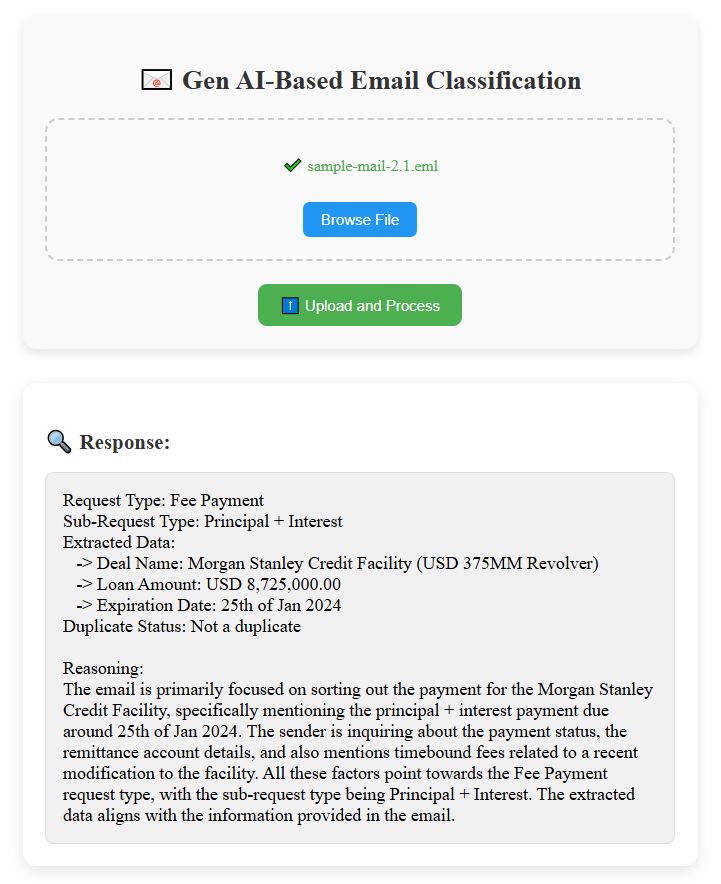 Gen AI-Based Email Classification
sample-mail-2.1.eml
Browse File
Upload and Process
Response:
Request Type: Fee Payment
Sub-Request Type: Principal + Interest
Extracted Data:
-> Deal Name: Morgan Stanley Credit Facility (USD 375MM Revolver)
-> Loan Amount: USD 8,725,000.00
-> Expiration Date: 25th of Jan 2024
Duplicate Status: Not a duplicate
Reasoning:
The email is primarily focused on sorting out the payment for the Morgan Stanley
Credit Facility, specifically mentioning the principal + interest payment due
around 25th of Jan 2024. The sender is inquiring about the payment status, the
remittance account details, and also mentions timebound fees related to a recent
modification to the facility. All these factors point towards the Fee Payment
request type, with the sub-request type being Principal + Interest. The extracted
data aligns with the information provided in the email.